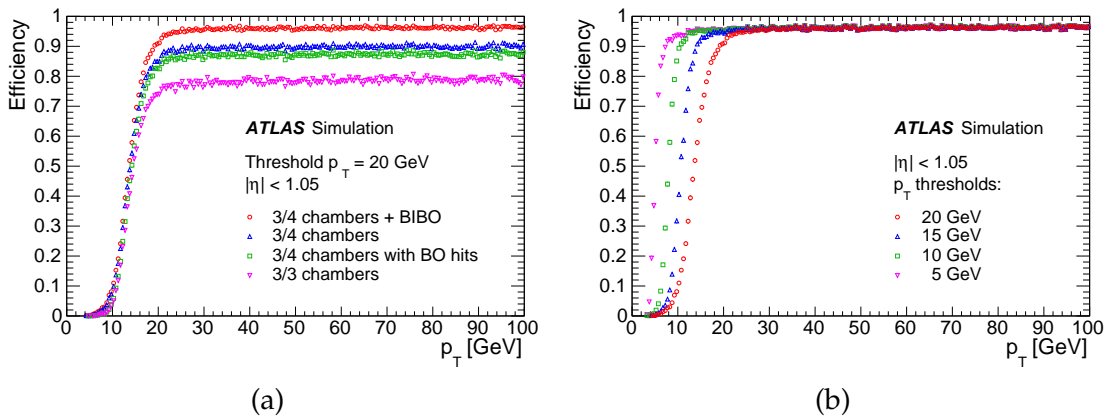 Efficiency
1
0.9
0.8
0.7
0.6
0.5
0.4
0.3
0.2
0.1
0
ATLAS Simulation
Threshold p_T = 20 GeV
|η| < 1.05
3/4 chambers + BIBO
3/4 chambers
3/4 chambers with BO hits
3/3 chambers
0 10 20 30 40 50 60 70 80 90 100
p_T [GeV]
(a)
Efficiency
1
0.9
0.8
0.7
0.6
0.5
0.4
0.3
0.2
0.1
0
ATLAS Simulation
|η| < 1.05
p_T thresholds:
20 GeV
15 GeV
10 GeV
5 GeV
0 10 20 30 40 50 60 70 80 90 100
p_T [GeV]
(b)